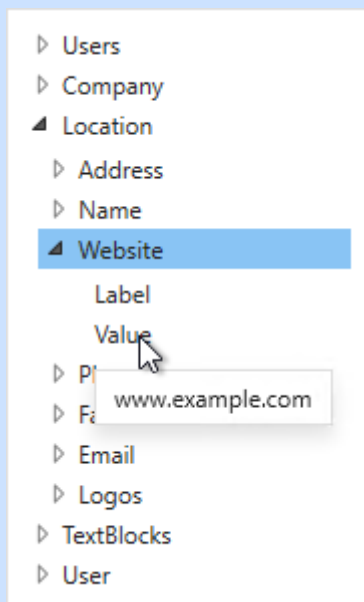 Users
Company
Location
Address
Name
Website
Label
Value
www.example.com
Email
Logos
TextBlocks
User